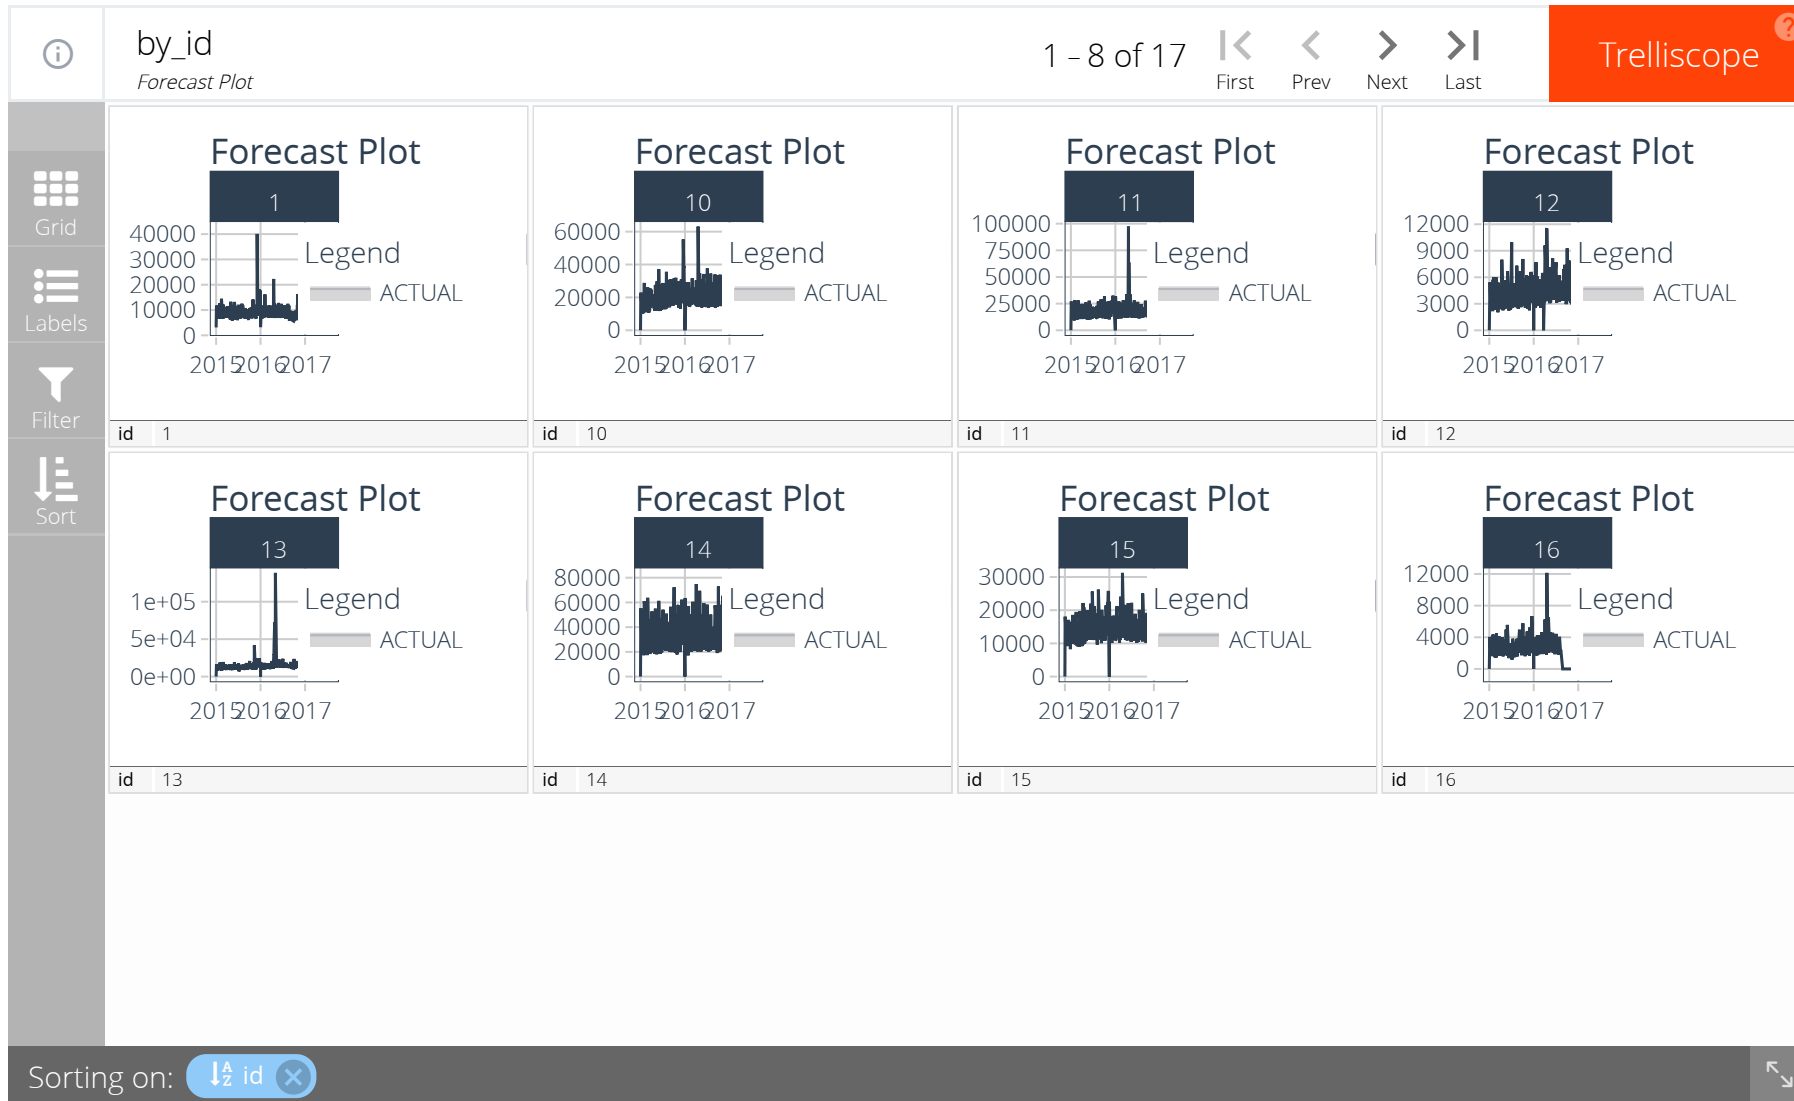 by_id
Forecast Plot
1 – 8 of 17
First
Prev
Next
Last
Trelliscope
?
Grid
Labels
Filter
Sort
Forecast Plot
1
40000
30000
20000
10000
0
2015
2016
2017
Legend
ACTUAL
id 1
Forecast Plot
10
60000
40000
20000
0
2015
2016
2017
Legend
ACTUAL
id 10
Forecast Plot
11
100000
75000
50000
25000
0
2015
2016
2017
Legend
ACTUAL
id 11
Forecast Plot
12
12000
9000
6000
3000
0
2015
2016
2017
Legend
ACTUAL
id 12
Forecast Plot
13
1e+05
5e+04
0e+00
2015
2016
2017
Legend
ACTUAL
id 13
Forecast Plot
14
80000
60000
40000
20000
0
2015
2016
2017
Legend
ACTUAL
id 14
Forecast Plot
15
30000
20000
10000
0
2015
2016
2017
Legend
ACTUAL
id 15
Forecast Plot
16
12000
8000
4000
0
2015
2016
2017
Legend
ACTUAL
id 16
Sorting on: AZ id